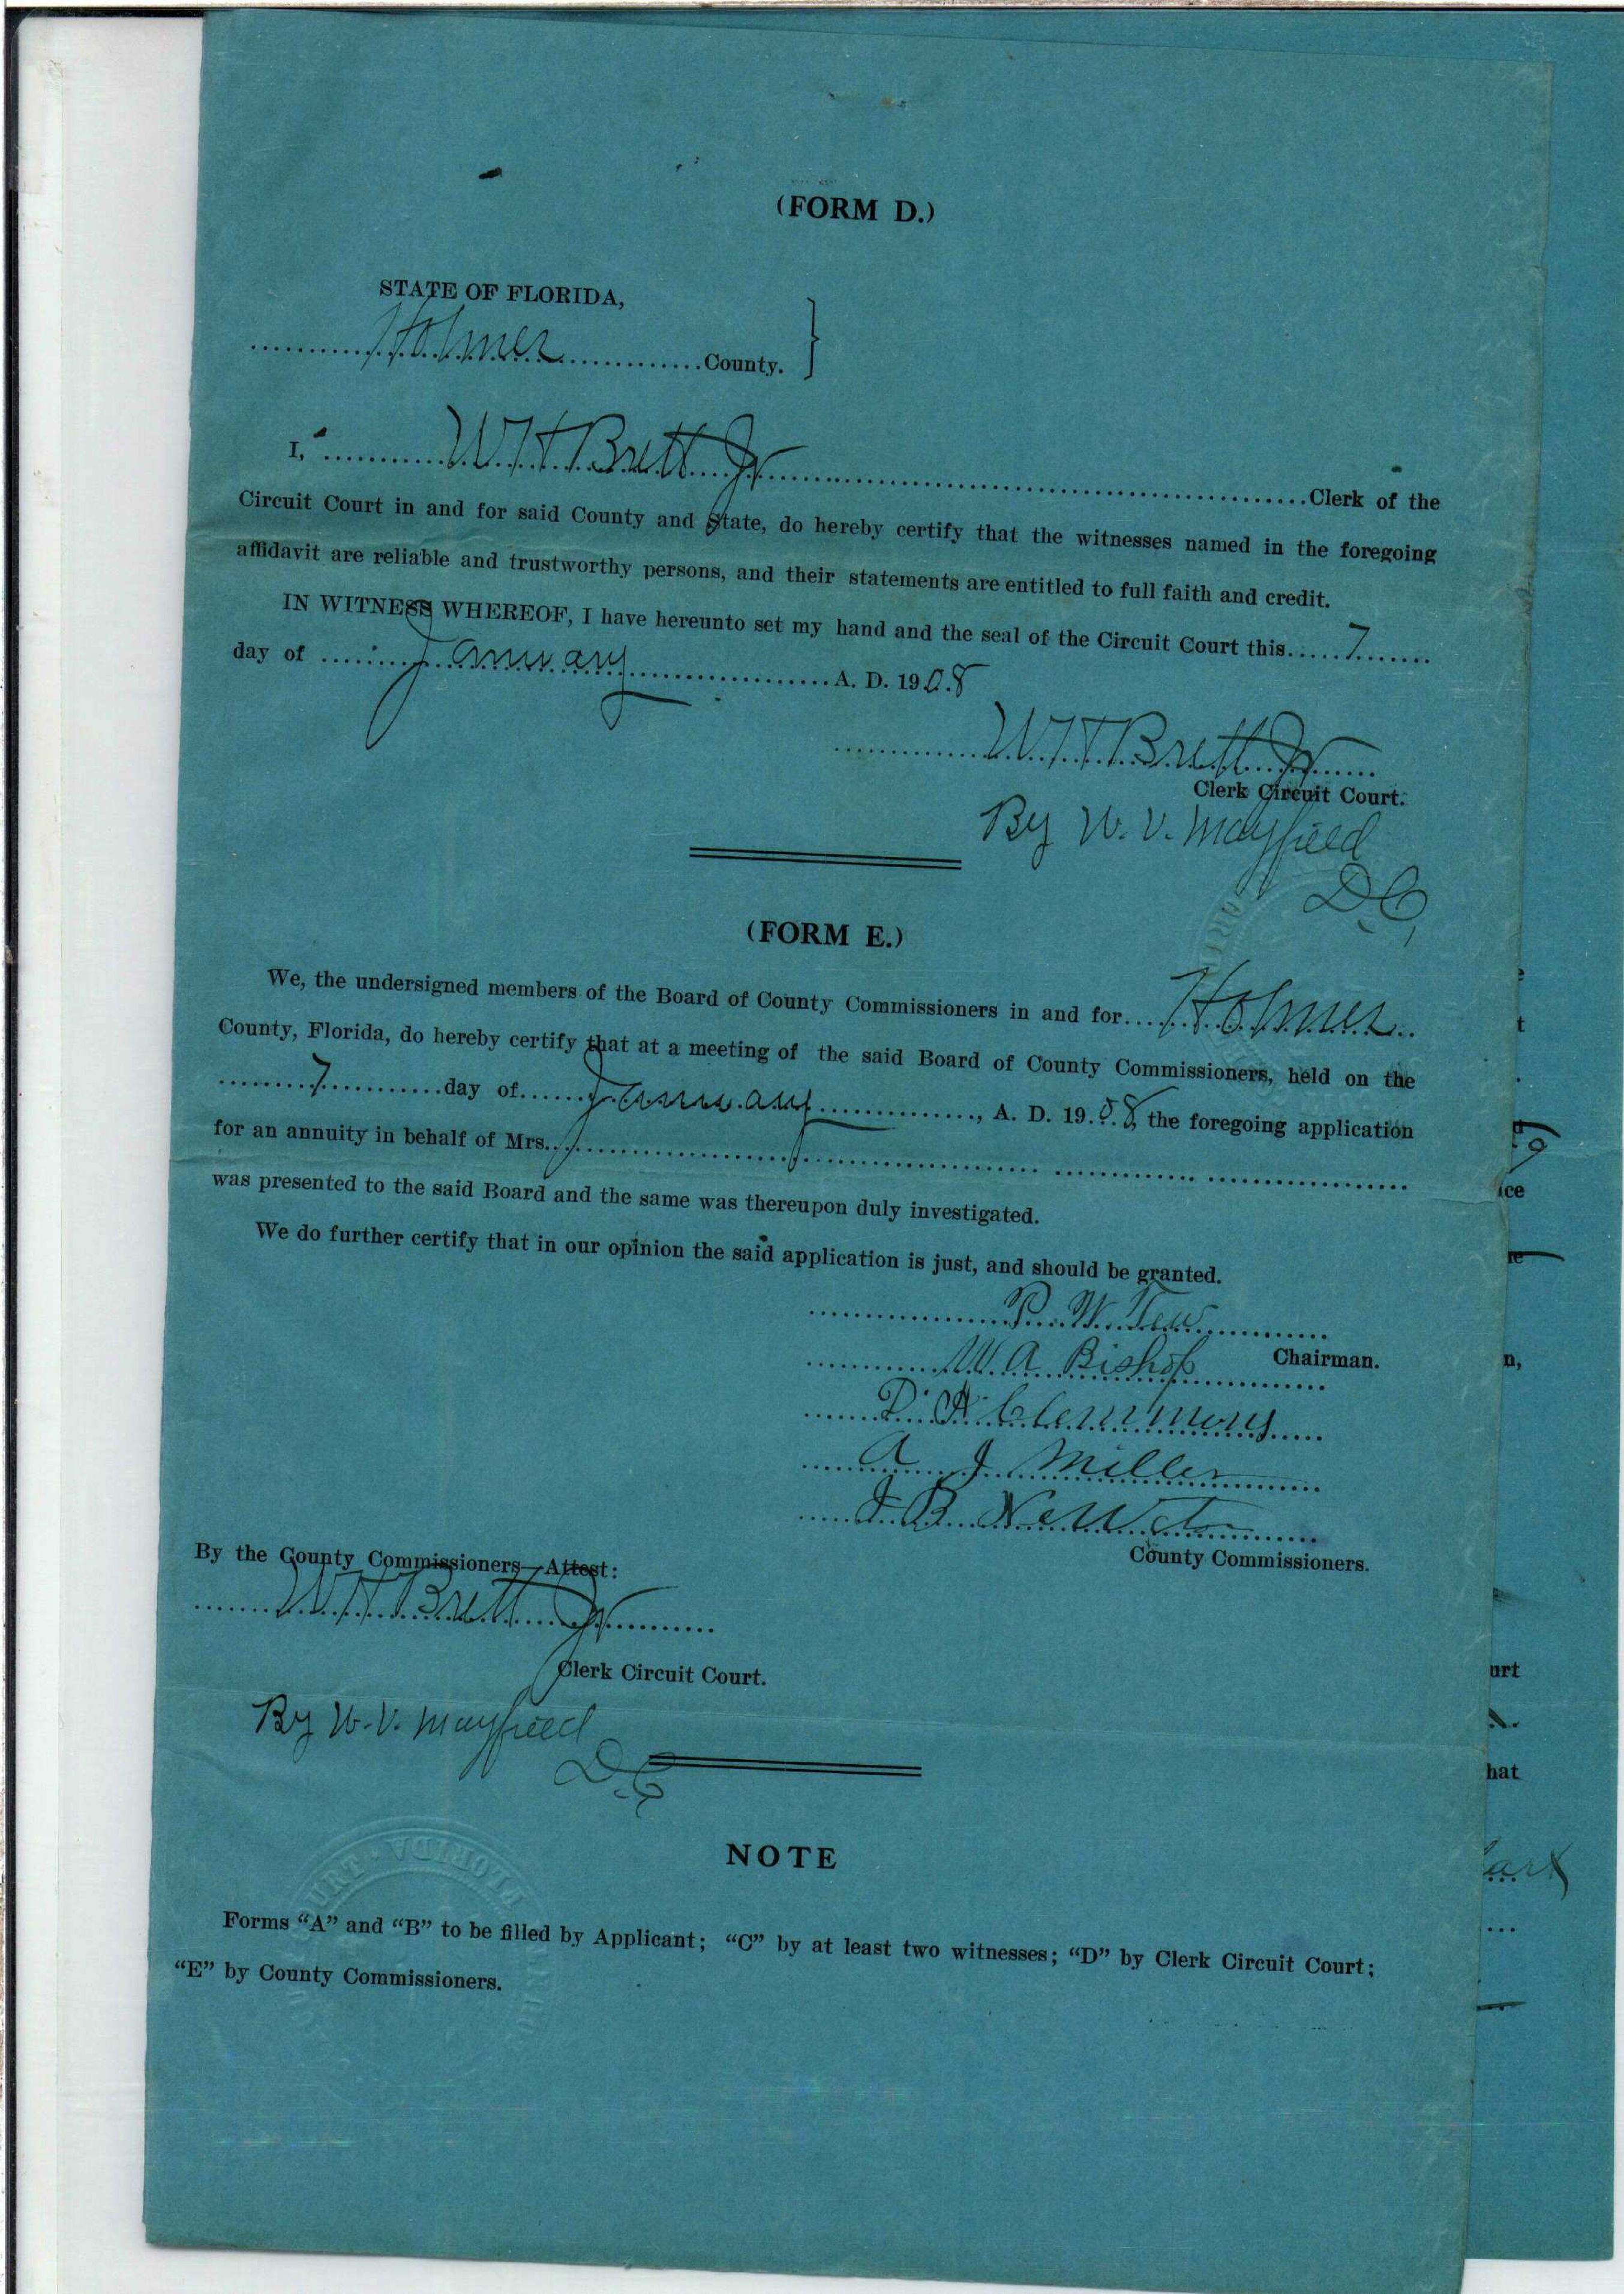 (FORM D.)
STATE OF FLORIDA,
Holmes County.
I, W H Brett Jr Clerk of the
Circuit Court in and for said County and State, do hereby certify that the witnesses named in the foregoing
affidavit are reliable and trustworthy persons, and their statements are entitled to full faith and credit.
IN WITNESS WHEREOF, I have hereunto set my hand and the seal of the Circuit Court this 7
day of January A. D. 1908
W H Brett Jr
Clerk Circuit Court.
By W. V. Mayfield
D.C.
(FORM E.)
We, the undersigned members of the Board of County Commissioners in and for Holmes
County, Florida, do hereby certify that at a meeting of the said Board of County Commissioners, held on the
7 day of January, A. D. 1908, the foregoing application
for an annuity in behalf of Mrs.
was presented to the said Board and the same was thereupon duly investigated.
We do further certify that in our opinion the said application is just, and should be granted.
P. W. Tew
Chairman.
W. A Bishop
D. Clemmons
A J Miller
J B
County Commissioners.
By the County Commissioners—Attest:
W H Brett Jr
Clerk Circuit Court.
By W. V. Mayfield
D.C.
NOTE
Forms “A” and “B” to be filled by Applicant; “C” by at least two witnesses; “D” by Clerk Circuit Court;
“E” by County Commissioners.